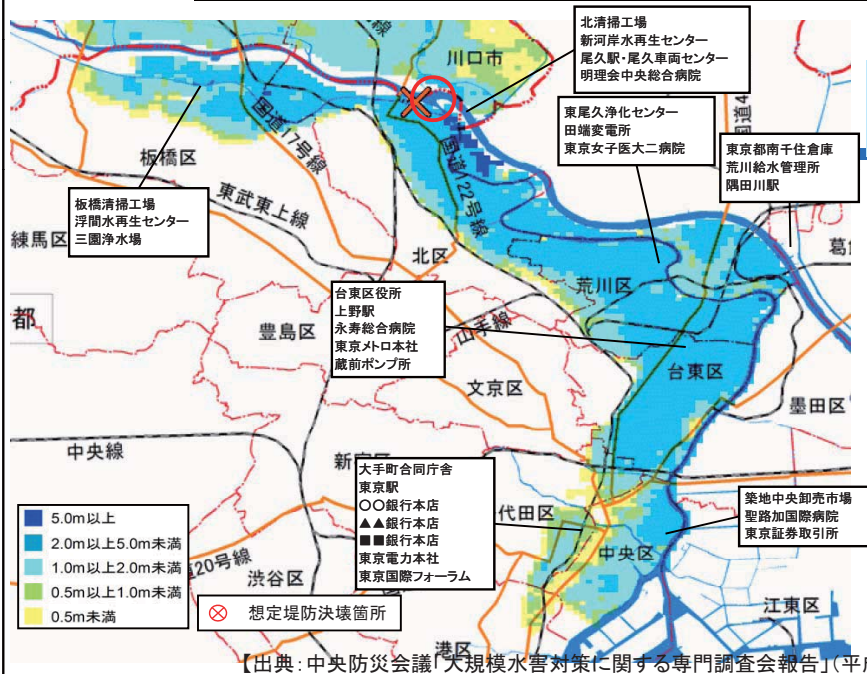 北清掃工場
新河岸水再生センター
尾久駅・尾久車両センター
明理会中央総合病院
川口市
東尾久浄化センター
田端変電所
東京女子医大二病院
国道4
東京都南千住倉庫
荒川給水管理所
隅田川駅
国道17号線
板橋区
国道122号線
板橋清掃工場
浮間水再生センター
三園浄水場
東武東上線
練馬区
北区
葛
荒川区
台東区役所
上野駅
永寿総合病院
東京メトロ本社
蔵前ポンプ所
都
豊島区
山手線
台東区
文京区
墨田区
中央線
新宿
大手町合同庁舎
東京駅
○○銀行本店
▲▲銀行本店
■■銀行本店
東京電力本社
東京国際フォーラム
代田区
築地中央卸売市場
聖路加国際病院
東京証券取引所
中央区
5.0m以上
2.0m以上5.0m未満
1.0m以上2.0m未満
0.5m以上1.0m未満
0.5m未満
道20号線
渋谷区
想定堤防決壊箇所
江東区
港区
【出典:中央防災会議「大規模水害対策に関する専門調査会報告」(平成